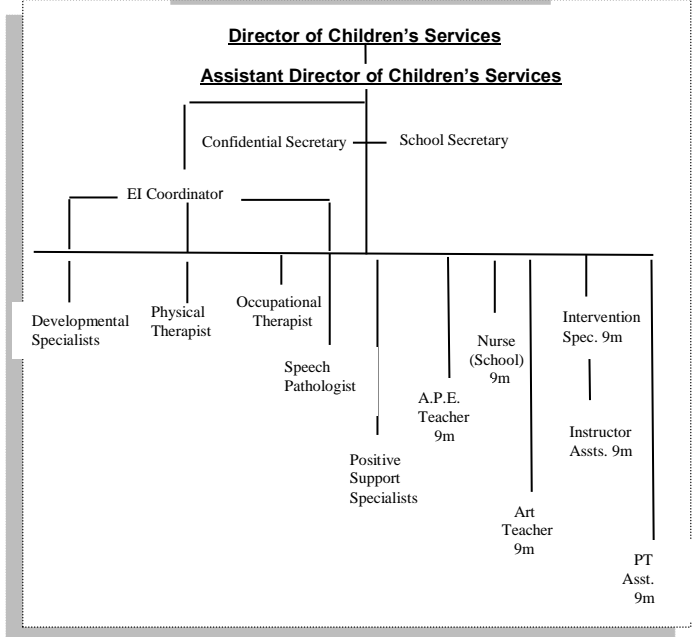 Director of Children’s Services
Assistant Director of Children’s Services
Confidential Secretary
School Secretary
EI Coordinator
Developmental
Specialists
Physical
Therapist
Occupational
Therapist
Speech
Pathologist
Positive
Support
Specialists
A.P.E.
Teacher
9m
Nurse
(School)
9m
Art
Teacher
9m
Intervention
Spec. 9m
Instructor
Assts. 9m
PT
Asst.
9m